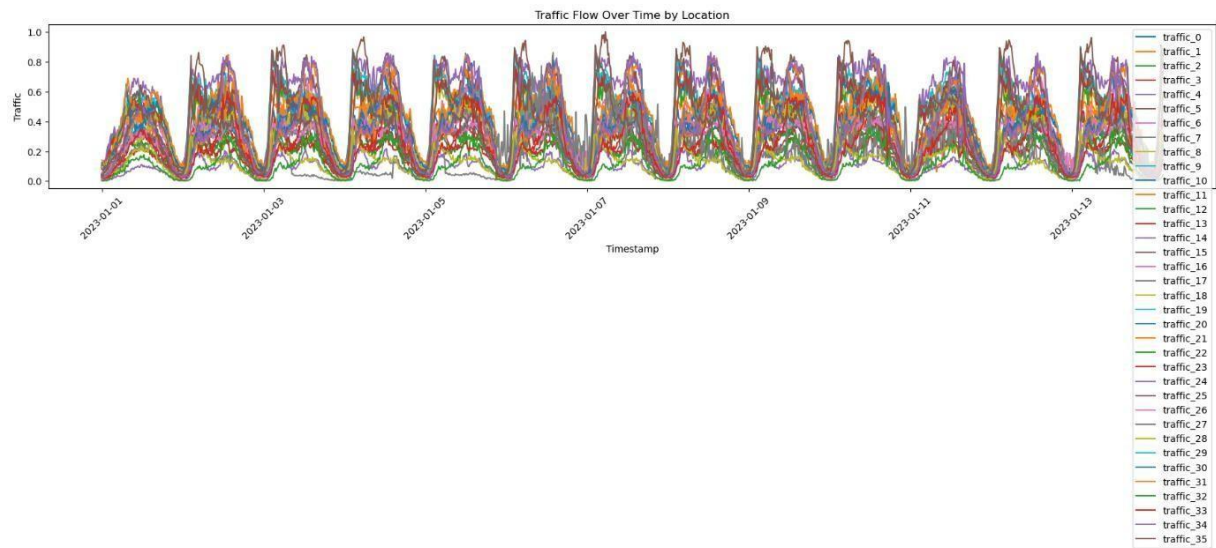 Traffic Flow Over Time by Location
Traffic
1.0
0.8
0.6
0.4
0.2
0.0
2023-01-01
2023-01-03
2023-01-05
2023-01-07
2023-01-09
2023-01-11
2023-01-13
Timestamp
traffic_0
traffic_1
traffic_2
traffic_3
traffic_4
traffic_5
traffic_6
traffic_7
traffic_8
traffic_9
traffic_10
traffic_11
traffic_12
traffic_13
traffic_14
traffic_15
traffic_16
traffic_17
traffic_18
traffic_19
traffic_20
traffic_21
traffic_22
traffic_23
traffic_24
traffic_25
traffic_26
traffic_27
traffic_28
traffic_29
traffic_30
traffic_31
traffic_32
traffic_33
traffic_34
traffic_35